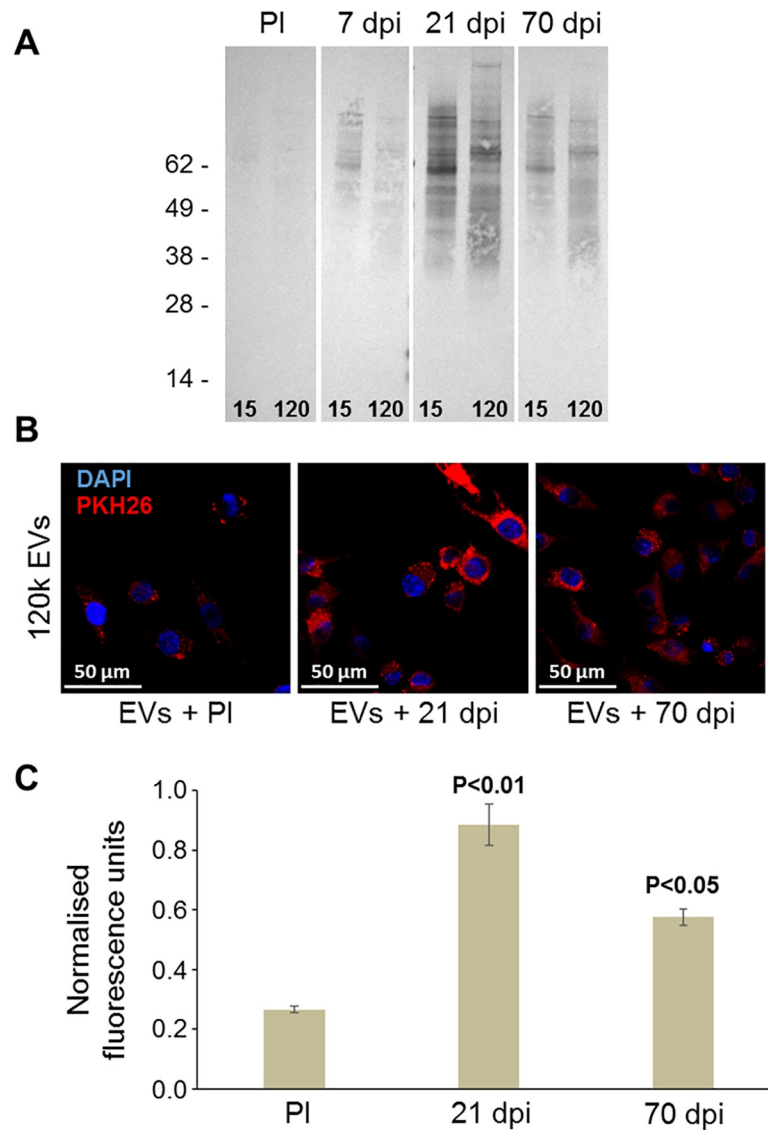 A
PI 7 dpi 21 dpi 70 dpi
62 -
49 -
38 -
28 -
14 -
15 120 15 120 15 120 15 120
B
120k EVs
DAPI
PKH26
50 µm 50 µm 50 µm
EVs + PI EVs + 21 dpi EVs + 70 dpi
C
Normalised
fluorescence units
1.0
0.8
0.6
0.4
0.2
0.0
P<0.01
P<0.05
PI 21 dpi 70 dpi